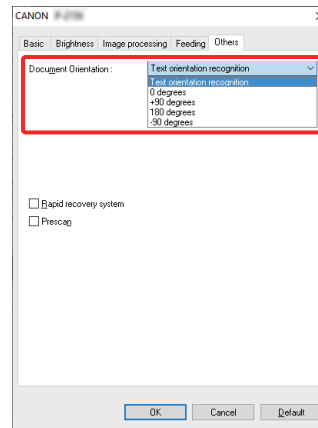 CANON
Basic Brightness Image processing Feeding Others
Document Orientation : Text orientation recognition
Text orientation recognition
0 degrees
+90 degrees
180 degrees
-90 degrees
Rapid recovery system
Prescan
OK Cancel Default